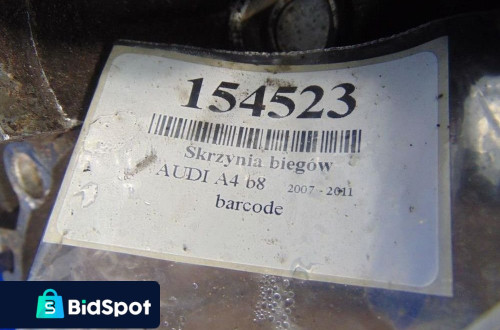 154523
Skrzynia biegów
AUDI A4 b8 2007 - 2011
barcode
BidSpot